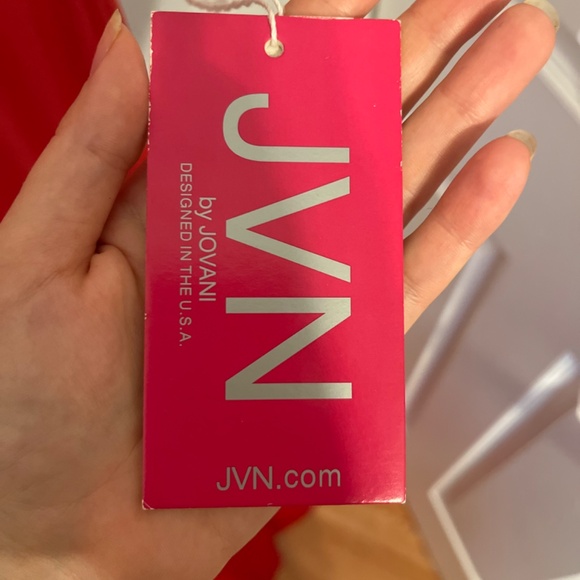 JVN
by JOVANI
DESIGNED IN THE U.S.A.
JVN.com